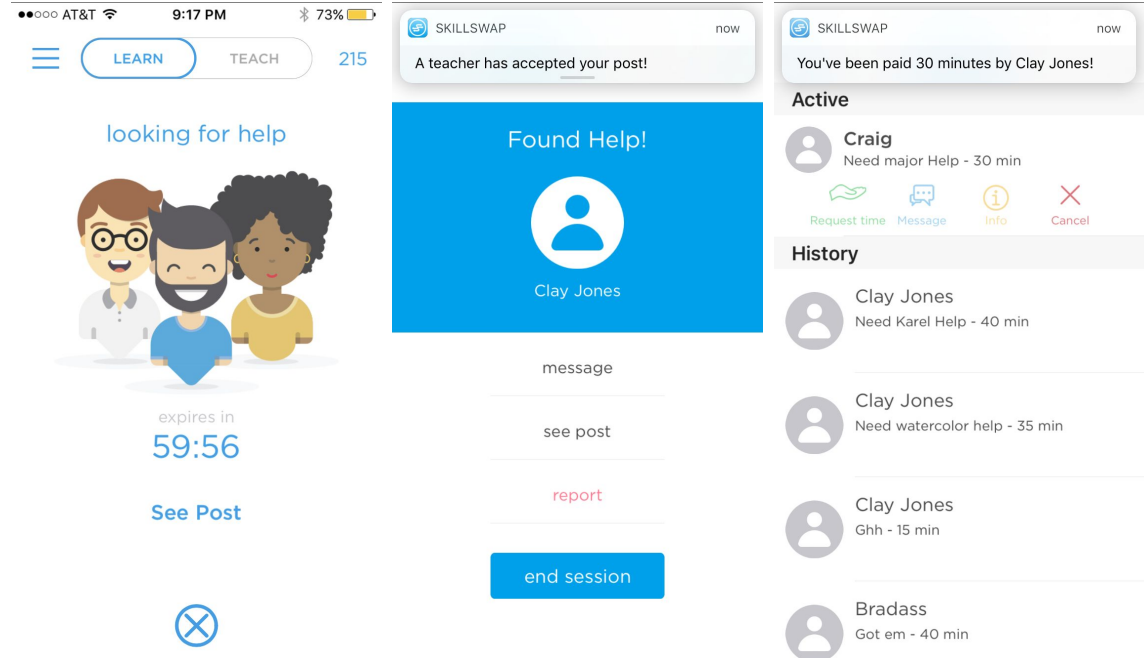 AT&T 9:17 PM 73%
LEARN TEACH 215
looking for help
expires in
59:56
See Post
SKILLSWAP now
A teacher has accepted your post!
Found Help!
Clay Jones
message
see post
report
end session
SKILLSWAP now
You've been paid 30 minutes by Clay Jones!
Active
Craig
Need major Help - 30 min
Request time Message Info Cancel
History
Clay Jones
Need Karel Help - 40 min
Clay Jones
Need watercolor help - 35 min
Clay Jones
Ghh - 15 min
Bradass
Got em - 40 min